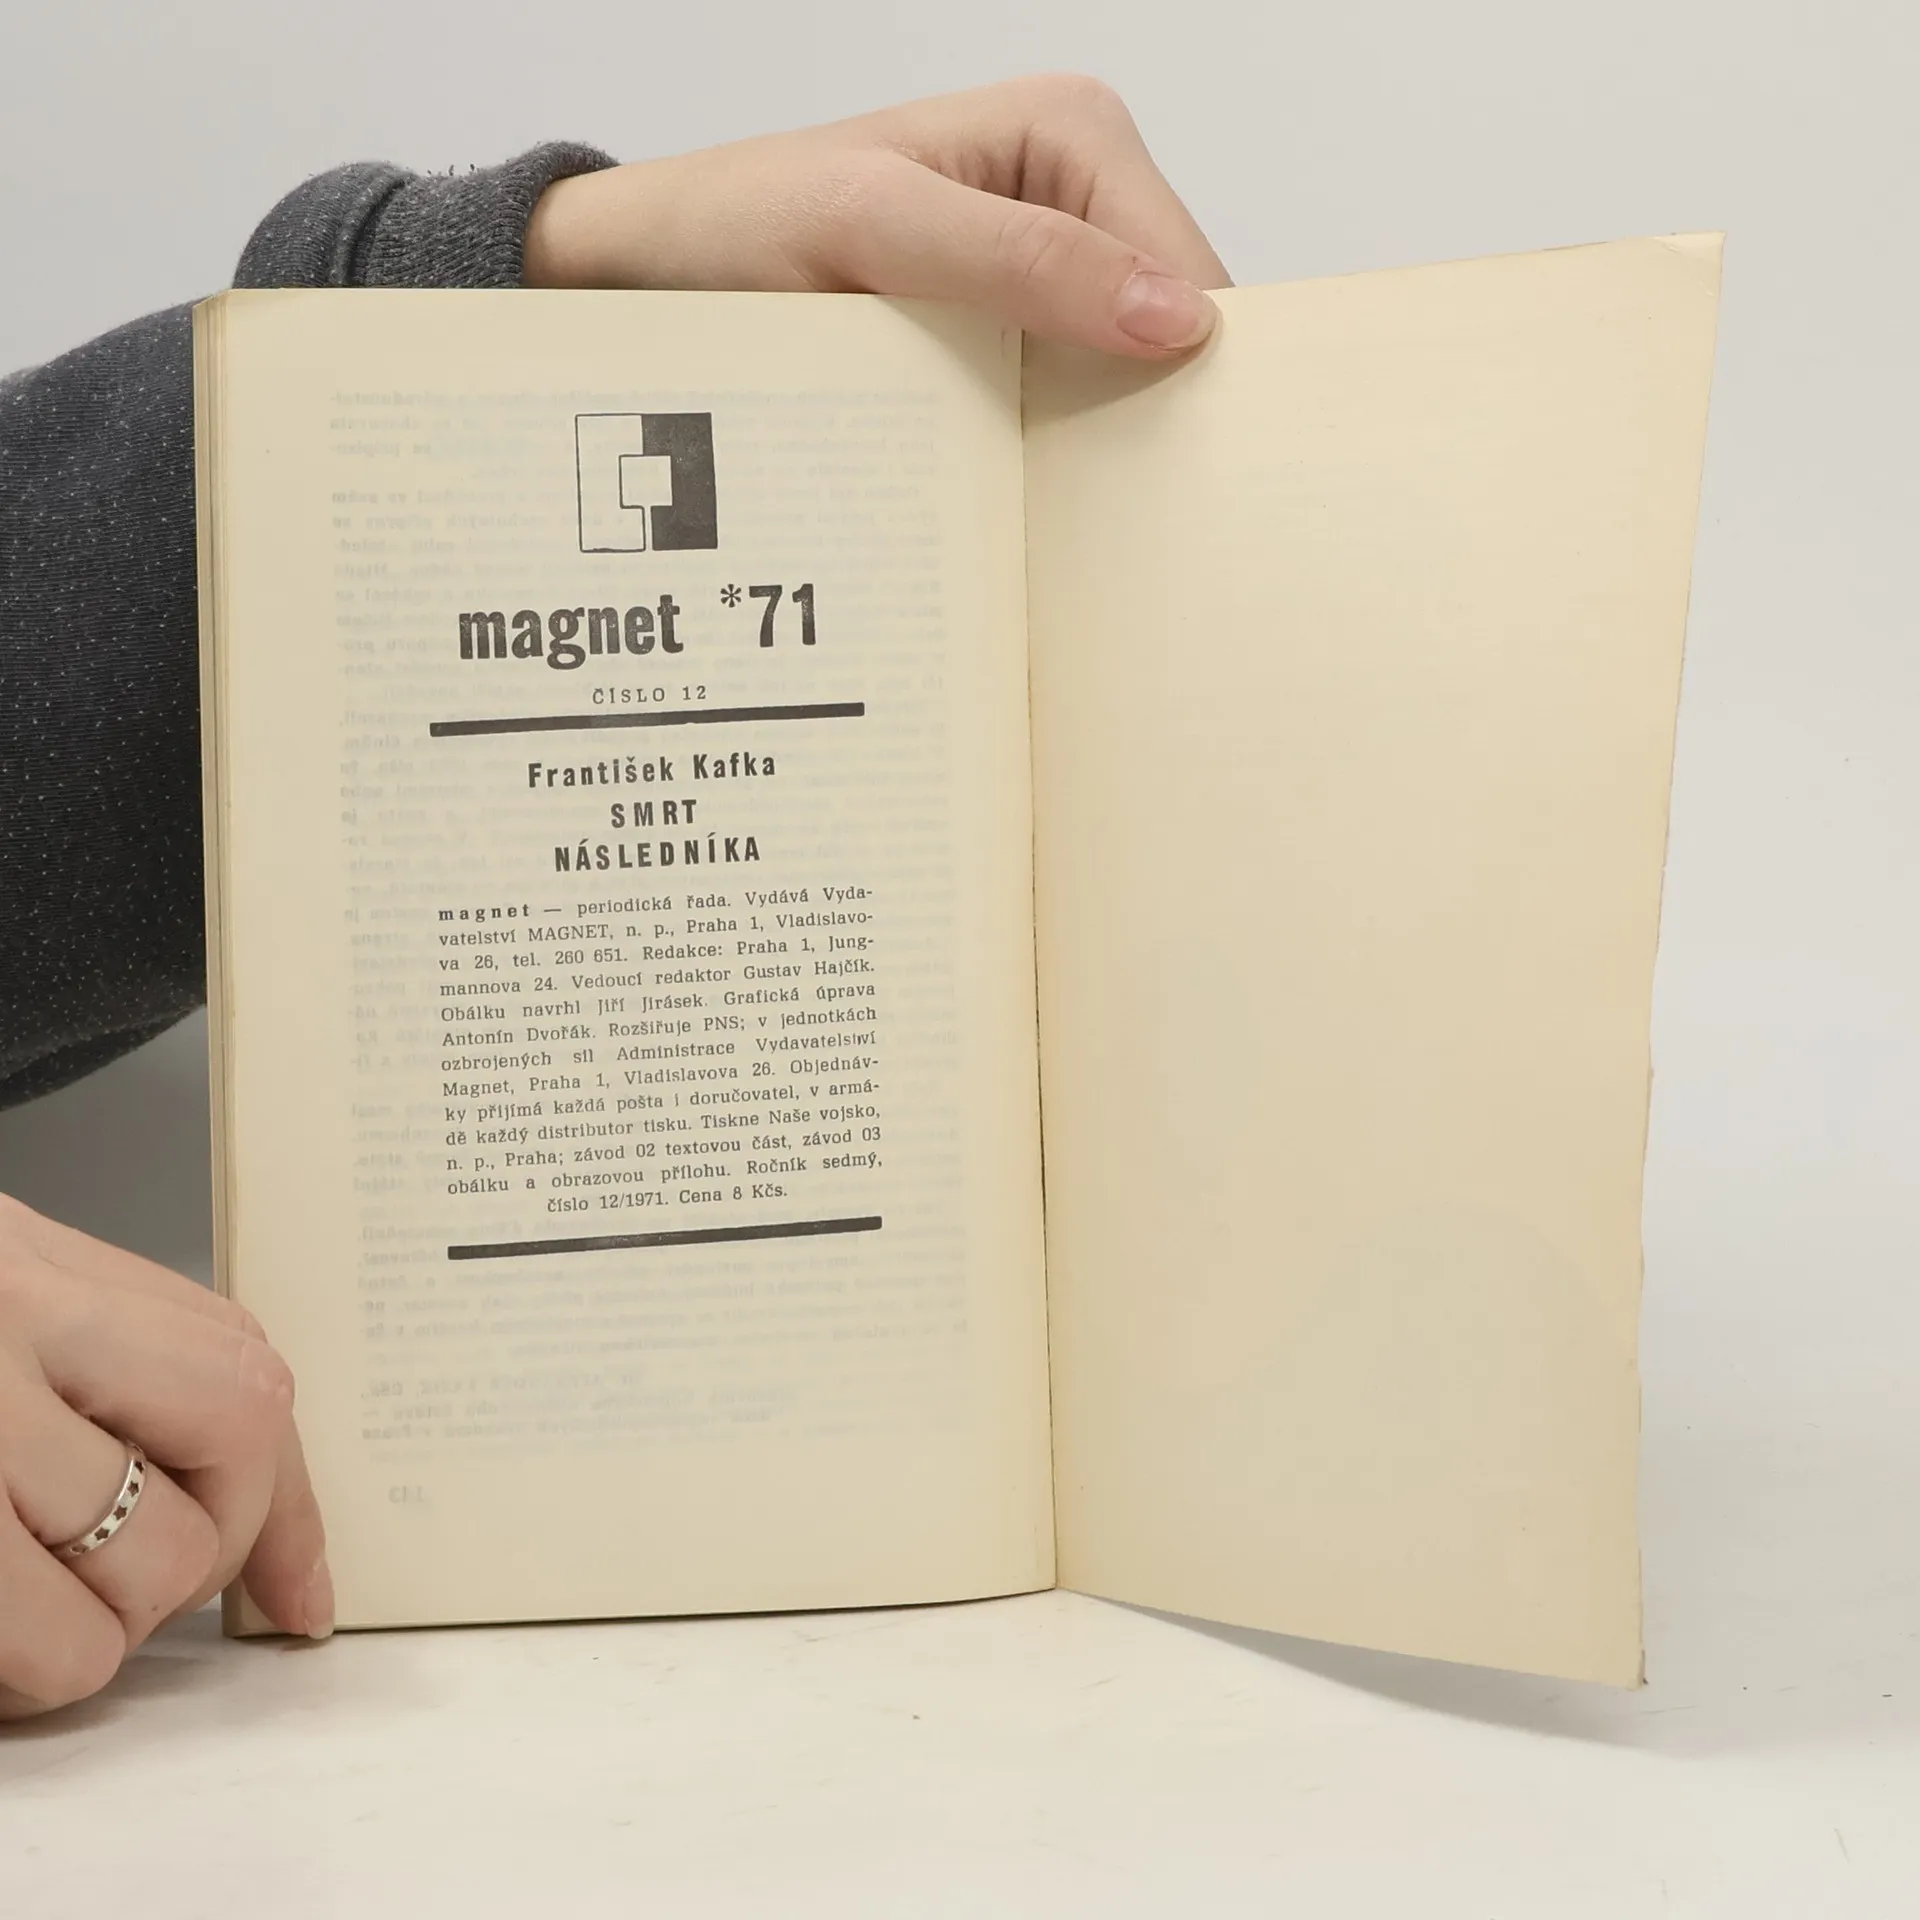 magnet *71
ČÍSLO 12
František Kafka
SMRT
NÁSLEDNÍKA
magnet — periodická řada. Vydává Vyda-
vatelství MAGNET, n. p., Praha 1, Vladislavo-
va 26, tel. 260 651. Redakce: Praha 1, Jung-
mannova 24. Vedoucí redaktor Gustav Hajčík.
Obálku navrhl Jiří Jirásek. Grafická úprava
Antonín Dvořák. Rozšiřuje PNS; v jednotkách
ozbrojených sil Administrace Vydavatelství
Magnet, Praha 1, Vladislavova 26. Objednáv-
ky přijímá každá pošta i doručovatel, v armá-
dě každý distributor tisku. Tiskne Naše vojsko,
n. p., Praha; závod 02 textovou část, závod 03
obálku a obrazovou přílohu. Ročník sedmý,
číslo 12/1971. Cena 8 Kčs.